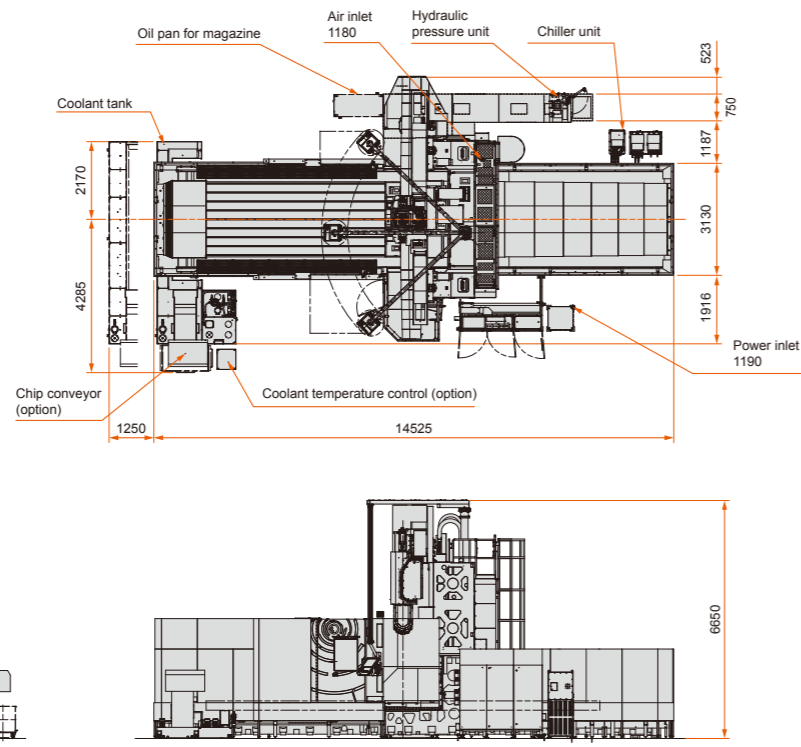 Air inlet
1180
Hydraulic
pressure unit
Oil pan for magazine
Chiller unit
Coolant tank
523
750
1187
3130
1916
2170
4285
Power inlet
1190
Chip conveyor
(option)
Coolant temperature control (option)
1250
14525
6650